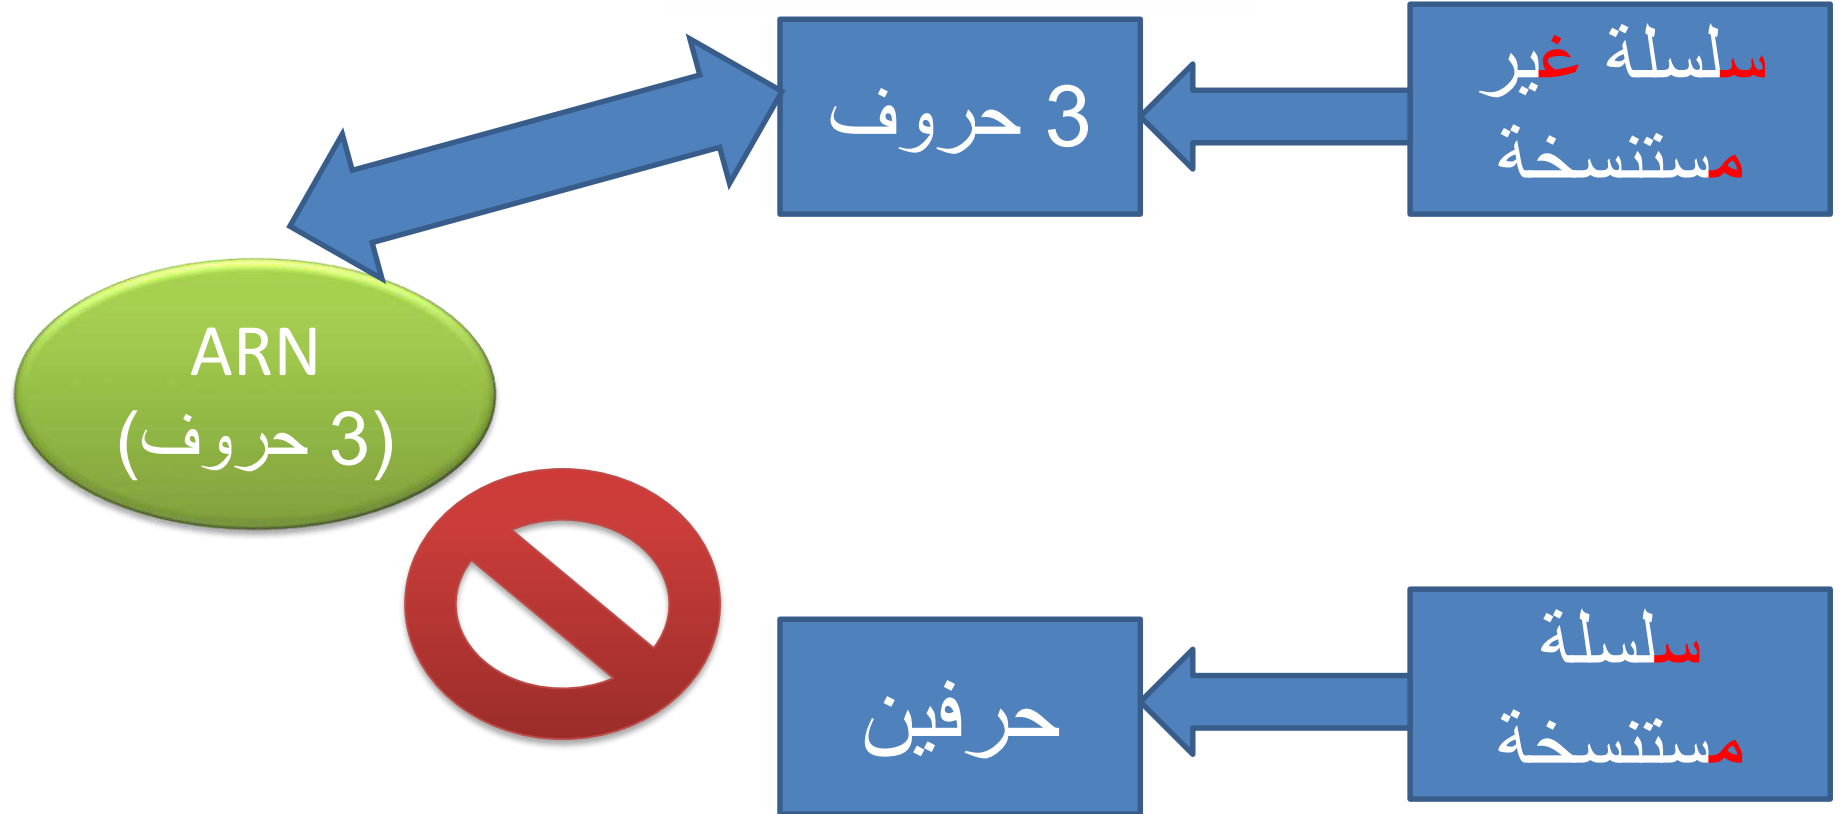 سلسلة غير
مستنسخة
3 حروف
ARN
(3 حروف)
سلسلة
مستنسخة
حرفين